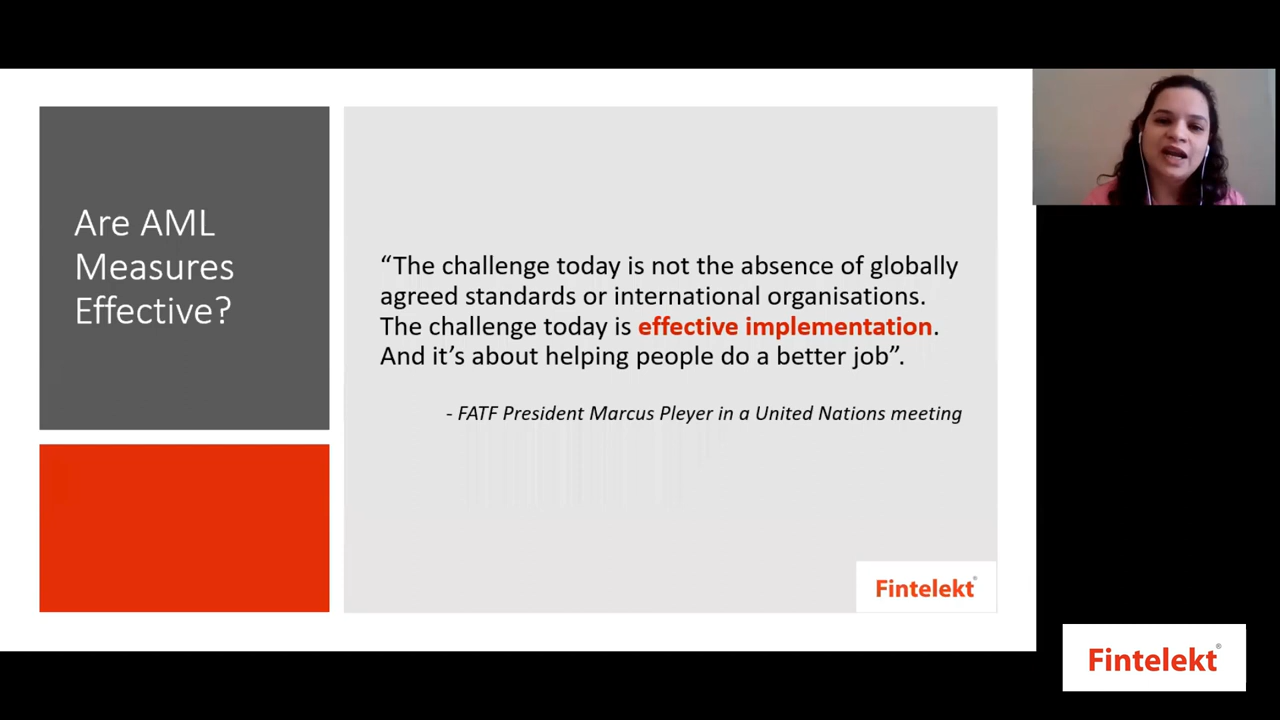 Are AML
Measures
Effective?
“The challenge today is not the absence of globally
agreed standards or international organisations.
The challenge today is effective implementation.
And it’s about helping people do a better job”.
- FATF President Marcus Pleyer in a United Nations meeting
Fintelekt®
Fintelekt®